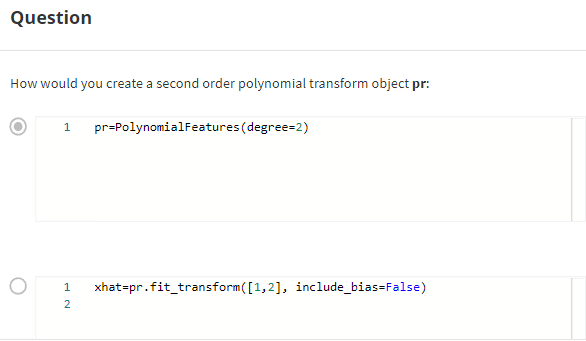 Question
How would you create a second order polynomial transform object pr:
1 pr=PolynomialFeatures(degree=2)
1 xhat=pr.fit_transform([1,2], include_bias=False)
2